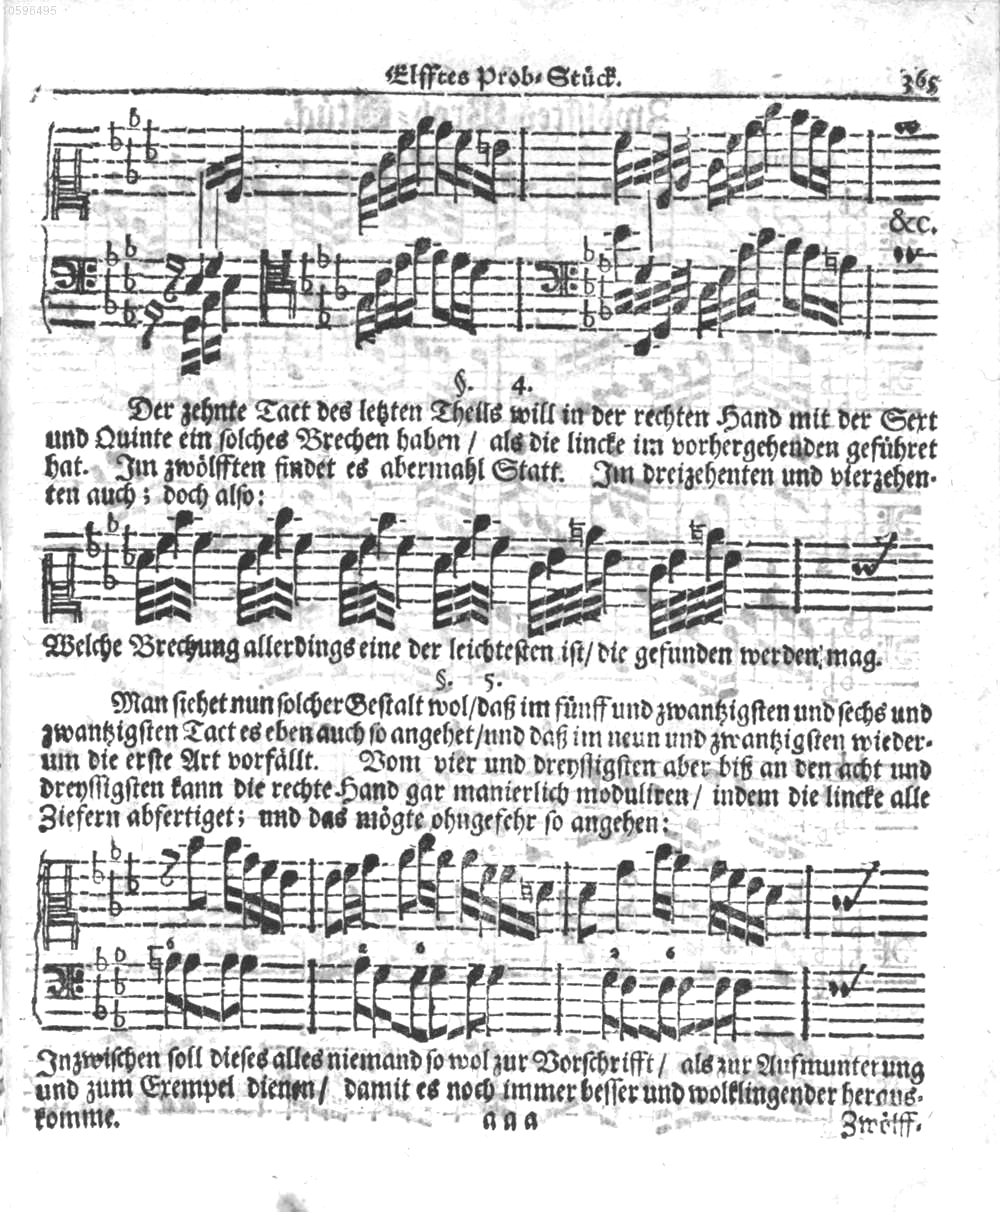 0598495
Elfftes Prob-Stück. 365
&c.
§. 4.
Der zehnte Tact des letzten Theils will in der rechten Hand mit der Sext
und Quinte ein solches Brechen haben / als die lincke im vorhergehenden geführet
hat. Im zwölfften findet es abermahl Statt. Im dreizehenten und vierzehen-
ten auch; doch also:
Welche Brechung allerdings eine der leichtesten ist / die gefunden werden mag.
§. 5.
Man siehet nun solcher Gestalt wol / daß im fünff und zwantzigsten und sechs und
zwantzigsten Tact es eben auch so angehet / und daß im neun und zwantzigsten wieder-
um die erste Art vorfällt. Vom vier und dreyssigsten aber biß an den acht und
dreyssigsten kann die rechte Hand gar manierlich moduliren / indem die lincke alle
Ziefern abfertiget; und das mögte ohngefehr so angehen:
6 2 6 2 6
Inzwischen soll dieses alles niemand so wol zur Vorschrifft / als zur Aufmunterung
und zum Exempel dienen / damit es noch immer besser und wolklingender heraus-
komme. a a a Zwölff-